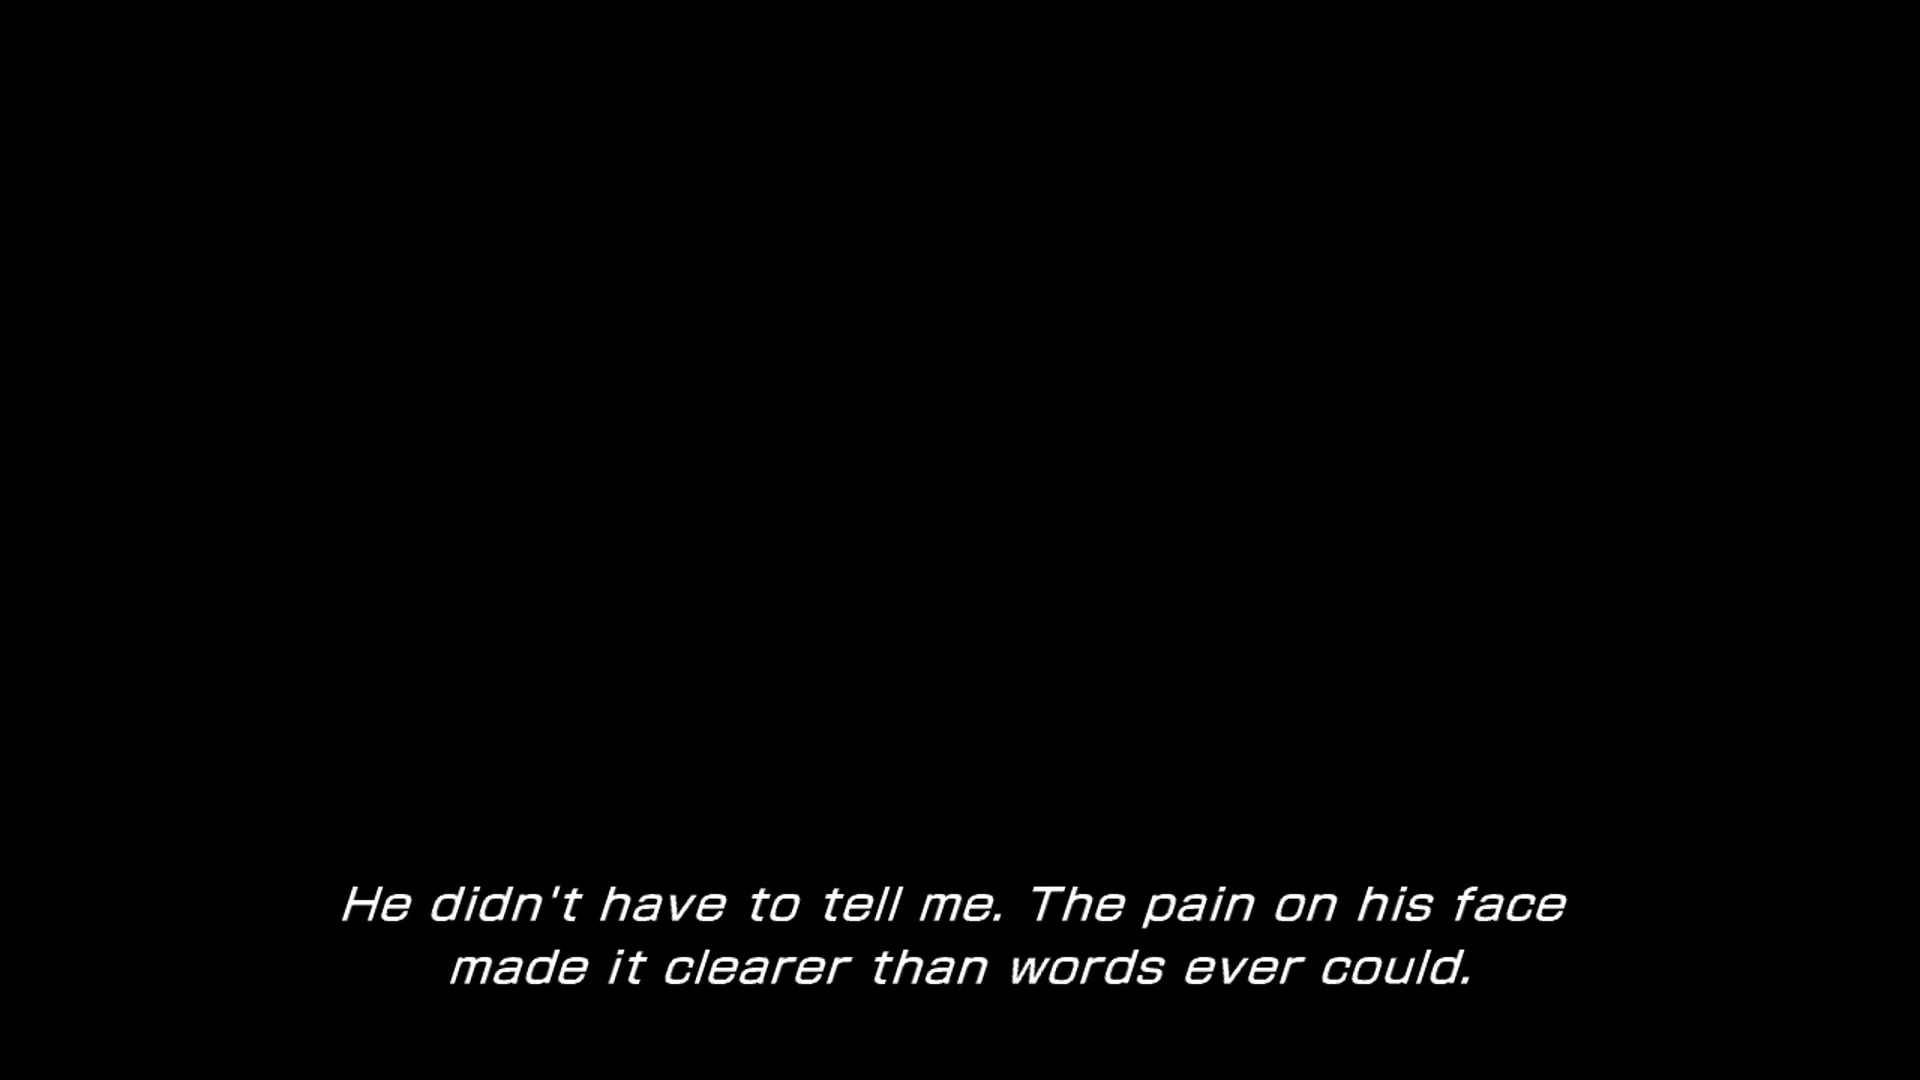 He didn't have to tell me. The pain on his face
made it clearer than words ever could.